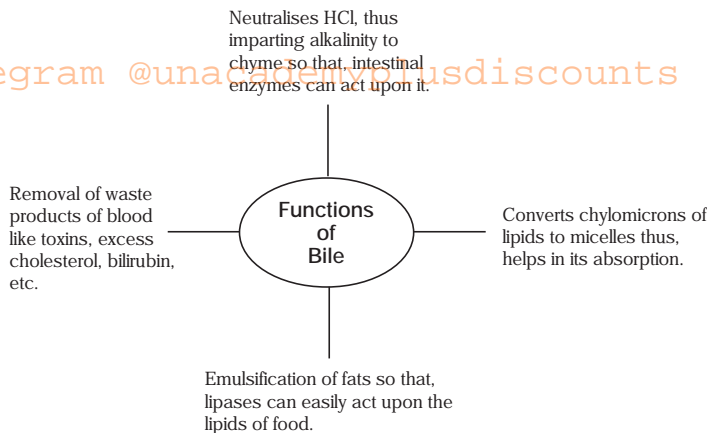 Neutralises HCl, thus
imparting alkalinity to
chyme so that, intestinal
enzymes can act upon it.
egram @unacademyplusdiscounts
Removal of waste
products of blood
like toxins, excess
cholesterol, bilirubin,
etc.
Functions
of
Bile
Converts chylomicrons of
lipids to micelles thus,
helps in its absorption.
Emulsification of fats so that,
lipases can easily act upon the
lipids of food.